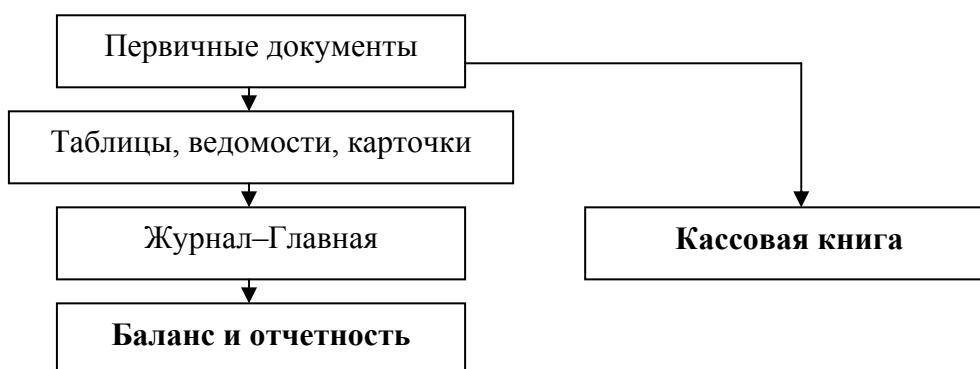 Первичные документы
Таблицы, ведомости, карточки
Журнал–Главная
Кассовая книга
Баланс и отчетность